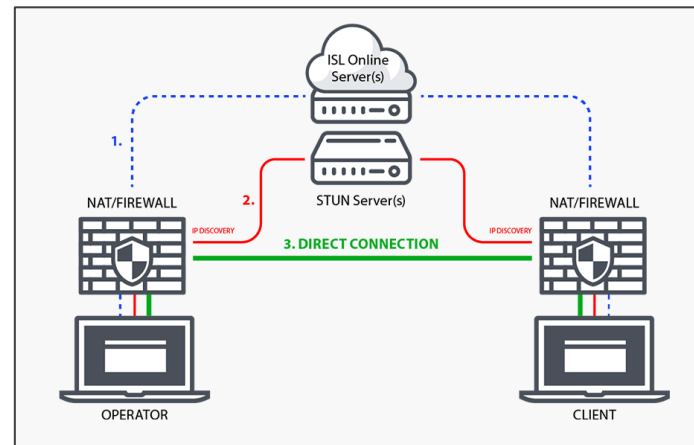 ISL Online
Server(s)
1.
2.
STUN Server(s)
NAT/FIREWALL
NAT/FIREWALL
IP DISCOVERY
IP DISCOVERY
3. DIRECT CONNECTION
OPERATOR
CLIENT